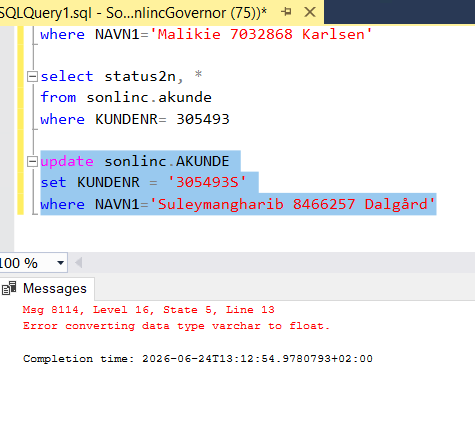 SQLQuery1.sql - So...nlincGovernor (75))*
where NAVN1='Malikie 7032868 Karlsen'
select status2n, *
from sonlinc.akunde
where KUNDENR= 305493
update sonlinc.AKUNDE
set KUNDENR = '305493S'
where NAVN1='Suleymangharib 8466257 Dalgård'
100 %
Messages
Msg 8114, Level 16, State 5, Line 13
Error converting data type varchar to float.
Completion time: 2026-06-24T13:12:54.9780793+02:00